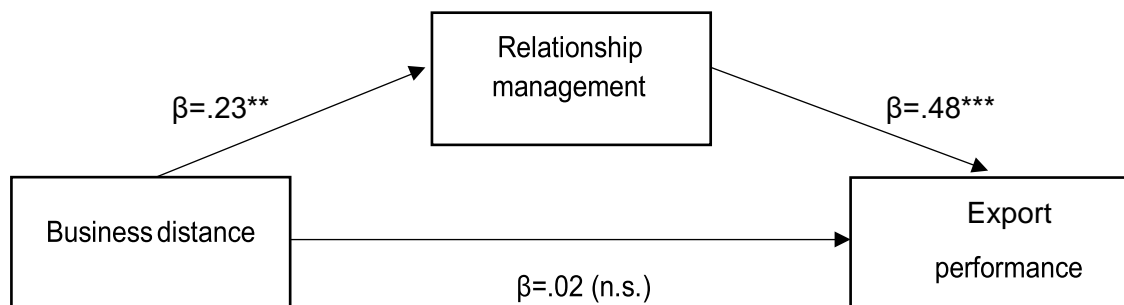 Relationship
management
β=.23**
β=.48***
Business distance
Export
performance
β=.02 (n.s.)